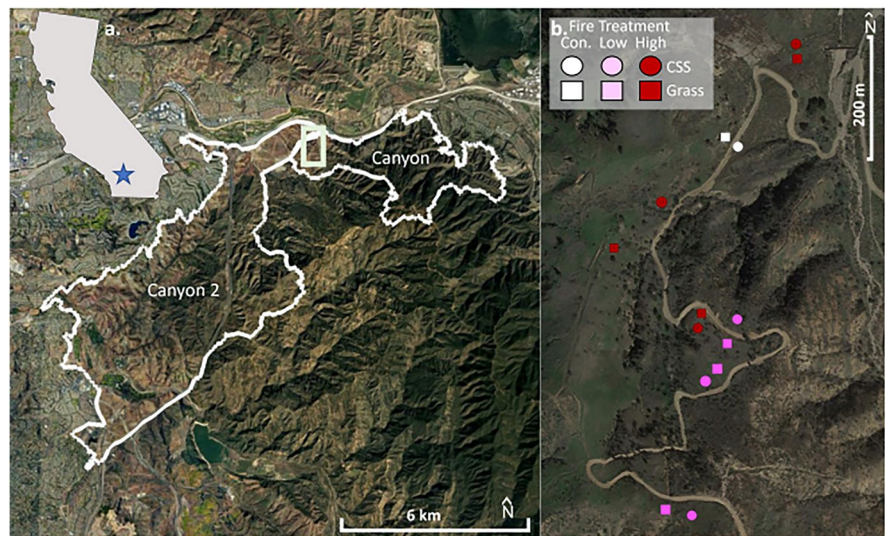 a.
Canyon
Canyon 2
6 km
N
b.
Fire Treatment
Con. Low High
CSS
Grass
N
200 m